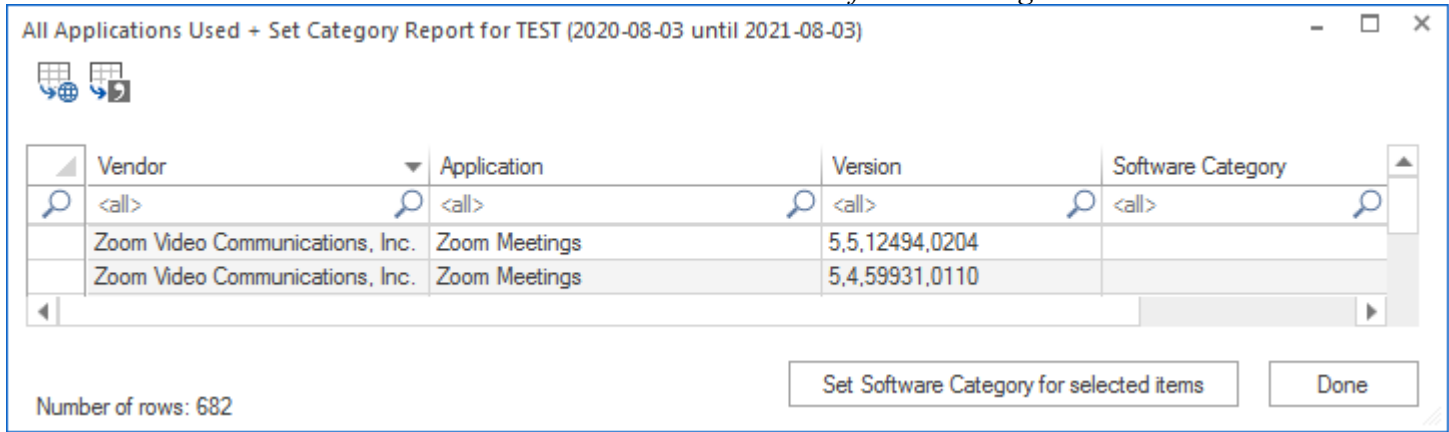 All Applications Used + Set Category Report for TEST (2020-08-03 until 2021-08-03)
Vendor Application Version Software Category
<all> <all> <all> <all>
Zoom Video Communications, Inc. Zoom Meetings 5,5,12494,0204
Zoom Video Communications, Inc. Zoom Meetings 5,4,59931,0110
Set Software Category for selected items Done
Number of rows: 682